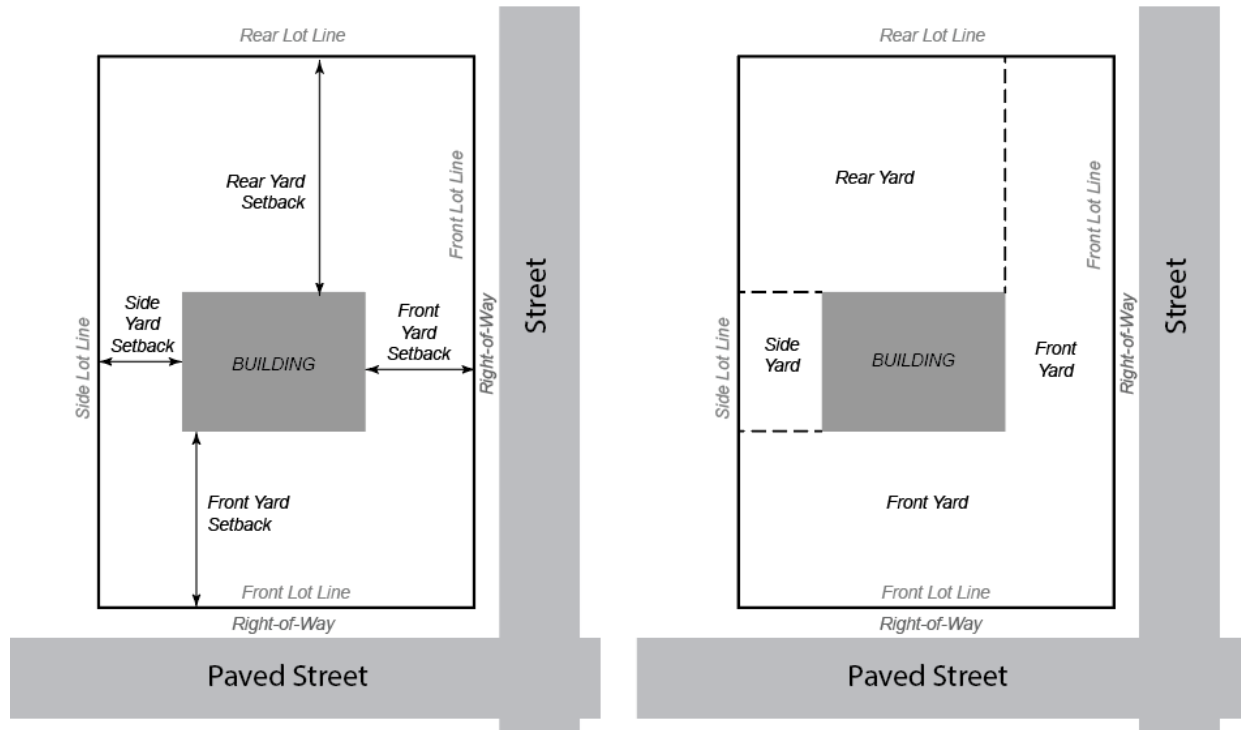 Rear Lot Line
Rear Yard
Setback
Front Lot Line
Street
Side
Yard
Setback
Front
Yard
Setback
BUILDING
Side Lot Line
Right-of-Way
Front Yard
Setback
Front Lot Line
Right-of-Way
Paved Street
Rear Lot Line
Rear Yard
Front Lot Line
Street
Side
Yard
BUILDING
Front
Yard
Side Lot Line
Right-of-Way
Front Yard
Front Lot Line
Right-of-Way
Paved Street